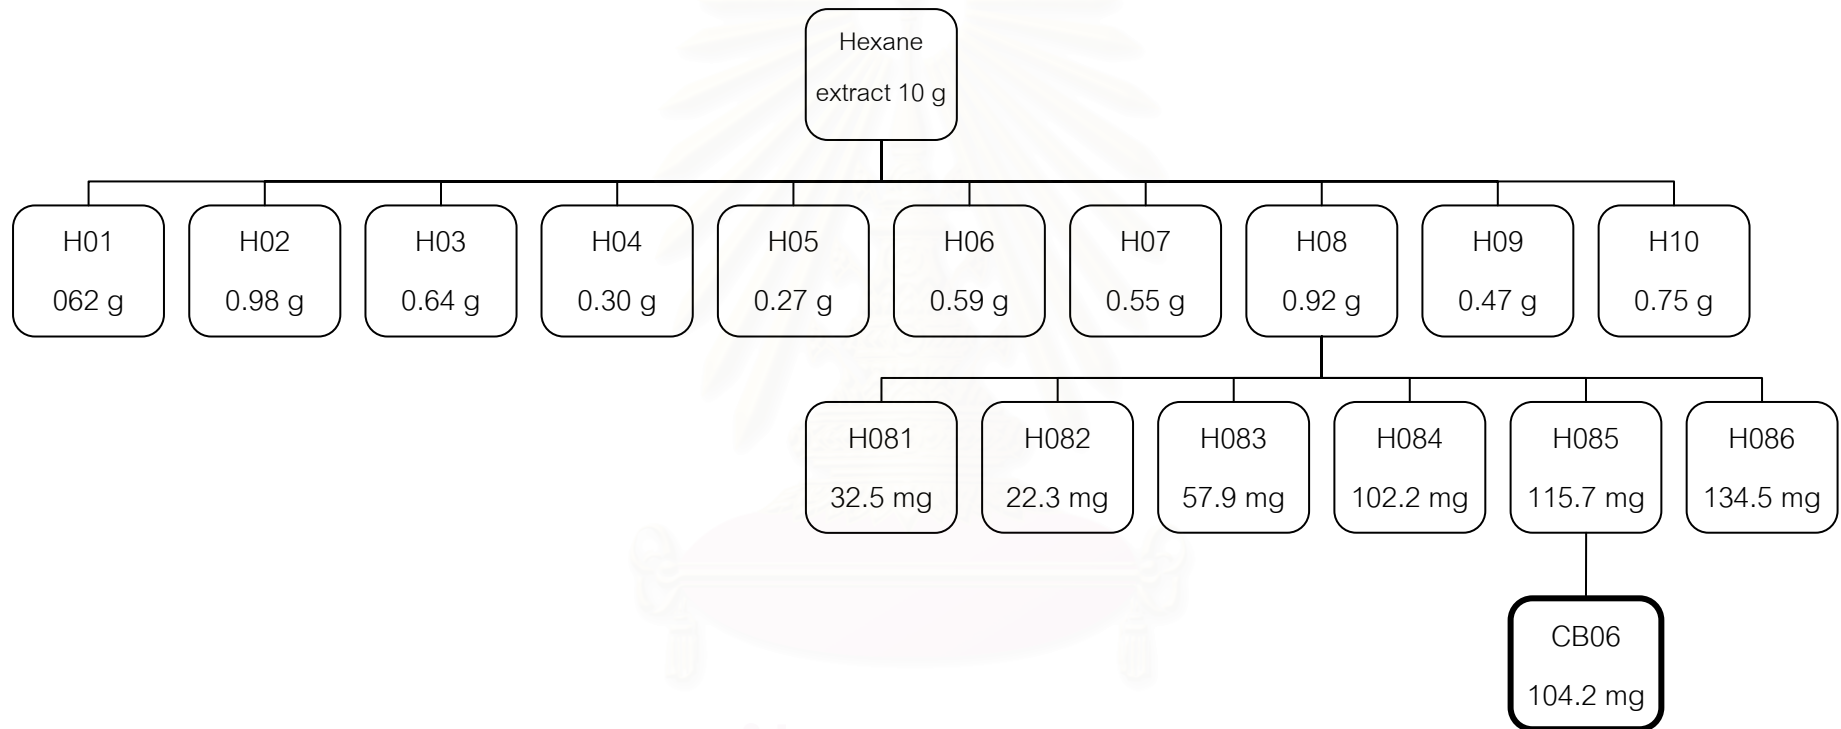 Hexane
extract 10 g
H01
062 g
H02
0.98 g
H03
0.64 g
H04
0.30 g
H05
0.27 g
H06
0.59 g
H07
0.55 g
H08
0.92 g
H09
0.47 g
H10
0.75 g
H081
32.5 mg
H082
22.3 mg
H083
57.9 mg
H084
102.2 mg
H085
115.7 mg
H086
134.5 mg
CB06
104.2 mg